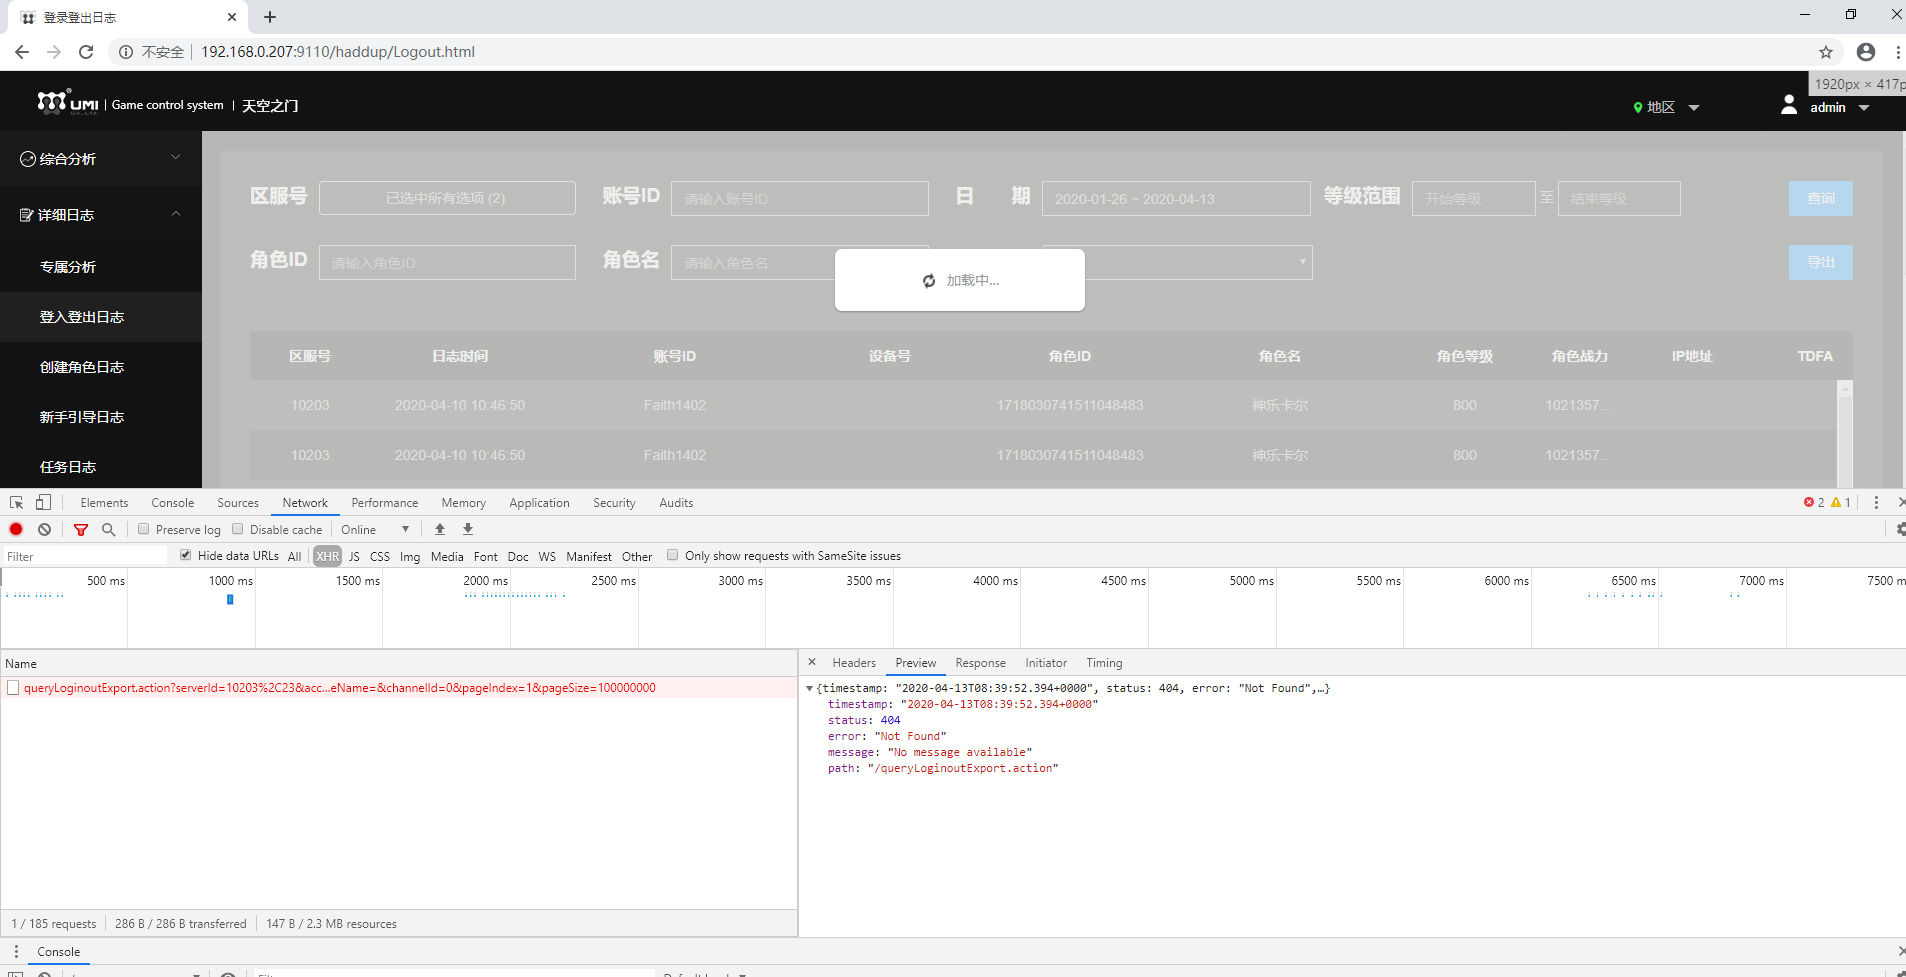 登录登出日志
不安全 192.168.0.207:9110/haddup/Logout.html
1920px × 417p
UMI | Game control system | 天空之门
地区
admin
综合分析
详细日志
专属分析
登入登出日志
创建角色日志
新手引导日志
任务日志
区服号 已选中所有选项 (2) 账号ID 请输入账号ID 日 期 2020-01-26 ~ 2020-04-13 等级范围 开始等级 至 结束等级 查询
角色ID 请输入角色ID 角色名 请输入角色名 导出
加载中...
区服号 日志时间 账号ID 设备号 角色ID 角色名 角色等级 角色战力 IP地址 TDFA
10203 2020-04-10 10:46:50 Faith1402 1718030741511048483 神乐卡尔 800 1021357...
10203 2020-04-10 10:46:50 Faith1402 1718030741511048483 神乐卡尔 800 1021357...
Elements Console Sources Network Performance Memory Application Security Audits 2 1
Preserve log Disable cache Online
Filter Hide data URLs All XHR JS CSS Img Media Font Doc WS Manifest Other Only show requests with SameSite issues
500 ms 1000 ms 1500 ms 2000 ms 2500 ms 3000 ms 3500 ms 4000 ms 4500 ms 5000 ms 5500 ms 6000 ms 6500 ms 7000 ms 7500 m
Name
queryLoginoutExport.action?serverId=10203%2C23&acc...eName=&channelId=0&pageIndex=1&pageSize=100000000
Headers Preview Response Initiator Timing
{timestamp: "2020-04-13T08:39:52.394+0000", status: 404, error: "Not Found",…}
timestamp: "2020-04-13T08:39:52.394+0000"
status: 404
error: "Not Found"
message: "No message available"
path: "/queryLoginoutExport.action"
1 / 185 requests 286 B / 286 B transferred 147 B / 2.3 MB resources
Console